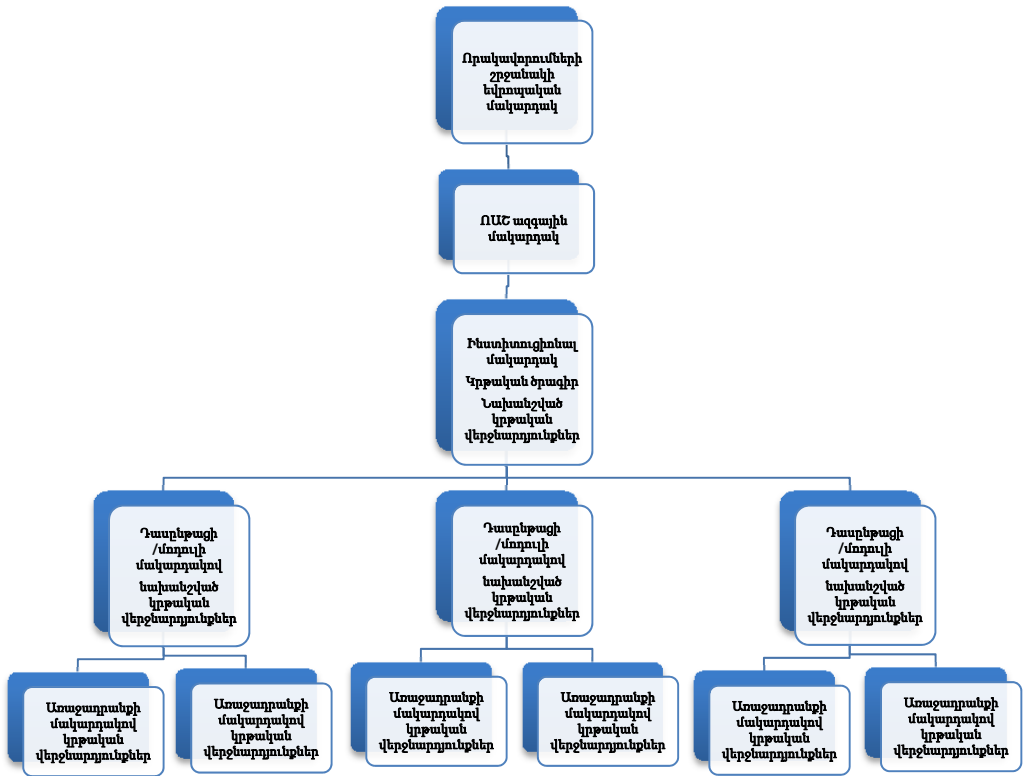 Որակավորումների
շրջանակի
եվրոպական
մակարդակ
ՈԱՇ ազգային
մակարդակ
Ինստիտուցիոնալ
մակարդակ
Կրթական ծրագիր
Նախանշված
կրթական
վերջնարդյունքներ
Դասընթացի
/մոդուլի
մակարդակով
նախանշված
կրթական
վերջնարդյունքներ
Դասընթացի
/մոդուլի
մակարդակով
նախանշված
կրթական
վերջնարդյունքներ
Դասընթացի
/մոդուլի
մակարդակով
նախանշված
կրթական
վերջնարդյունքներ
Առաջադրանքի
մակարդակով
կրթական
վերջնարդյունքներ
Առաջադրանքի
մակարդակով
կրթական
վերջնարդյունքներ
Առաջադրանքի
մակարդակով
կրթական
վերջնարդյունքներ
Առաջադրանքի
մակարդակով
կրթական
վերջնարդյունքներ
Առաջադրանքի
մակարդակով
կրթական
վերջնարդյունքներ
Առաջադրանքի
մակարդակով
կրթական
վերջնարդյունքներ